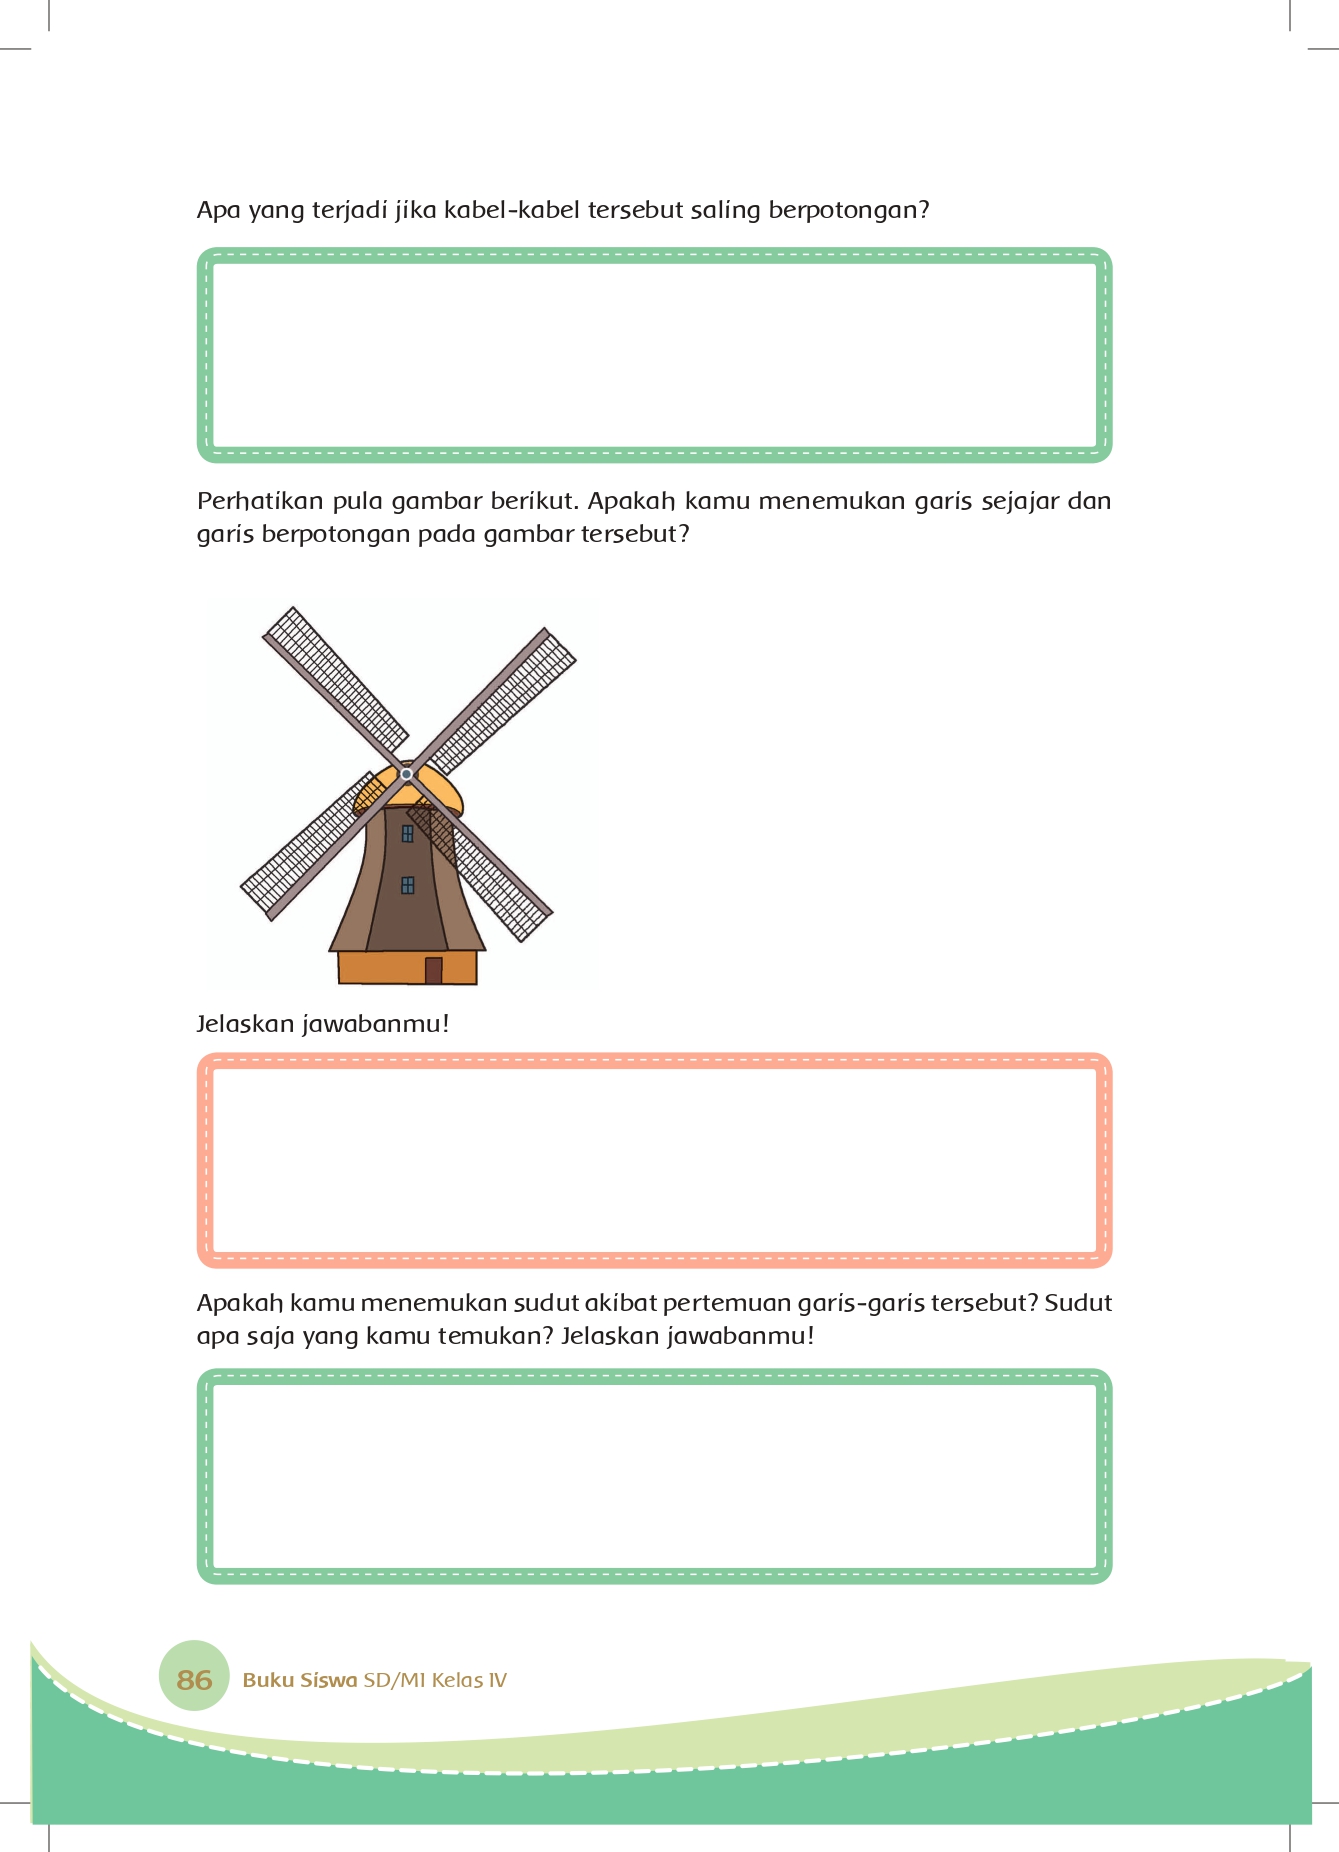 Apa yang terjadi jika kabel-kabel tersebut saling berpotongan?
Perhatikan pula gambar berikut. Apakah kamu menemukan garis sejajar dan
garis berpotongan pada gambar tersebut?
Jelaskan jawabanmu!
Apakah kamu menemukan sudut akibat pertemuan garis-garis tersebut? Sudut
apa saja yang kamu temukan? Jelaskan jawabanmu!
86 Buku Siswa SD/MI Kelas IV